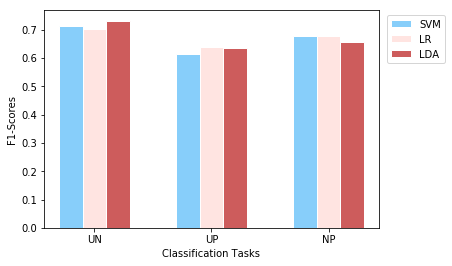 SVM
LR
LDA
F1-Scores
0.7
0.6
0.5
0.4
0.3
0.2
0.1
0.0
UN UP NP
Classification Tasks